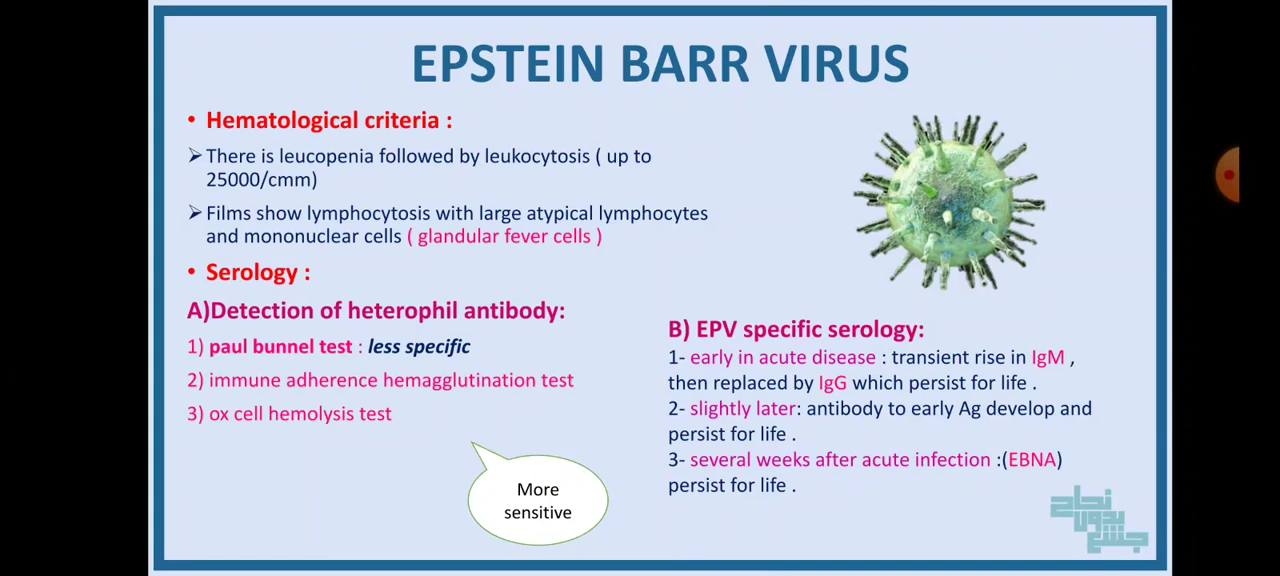 EPSTEIN BARR VIRUS
• Hematological criteria :
➢ There is leucopenia followed by leukocytosis ( up to
25000/cmm)
➢ Films show lymphocytosis with large atypical lymphocytes
and mononuclear cells ( glandular fever cells )
• Serology :
A)Detection of heterophil antibody:
1) paul bunnel test : less specific
2) immune adherence hemagglutination test
3) ox cell hemolysis test
More
sensitive
B) EPV specific serology:
1- early in acute disease : transient rise in IgM ,
then replaced by IgG which persist for life .
2- slightly later: antibody to early Ag develop and
persist for life .
3- several weeks after acute infection :(EBNA)
persist for life .
نجاح
بدون
جشع